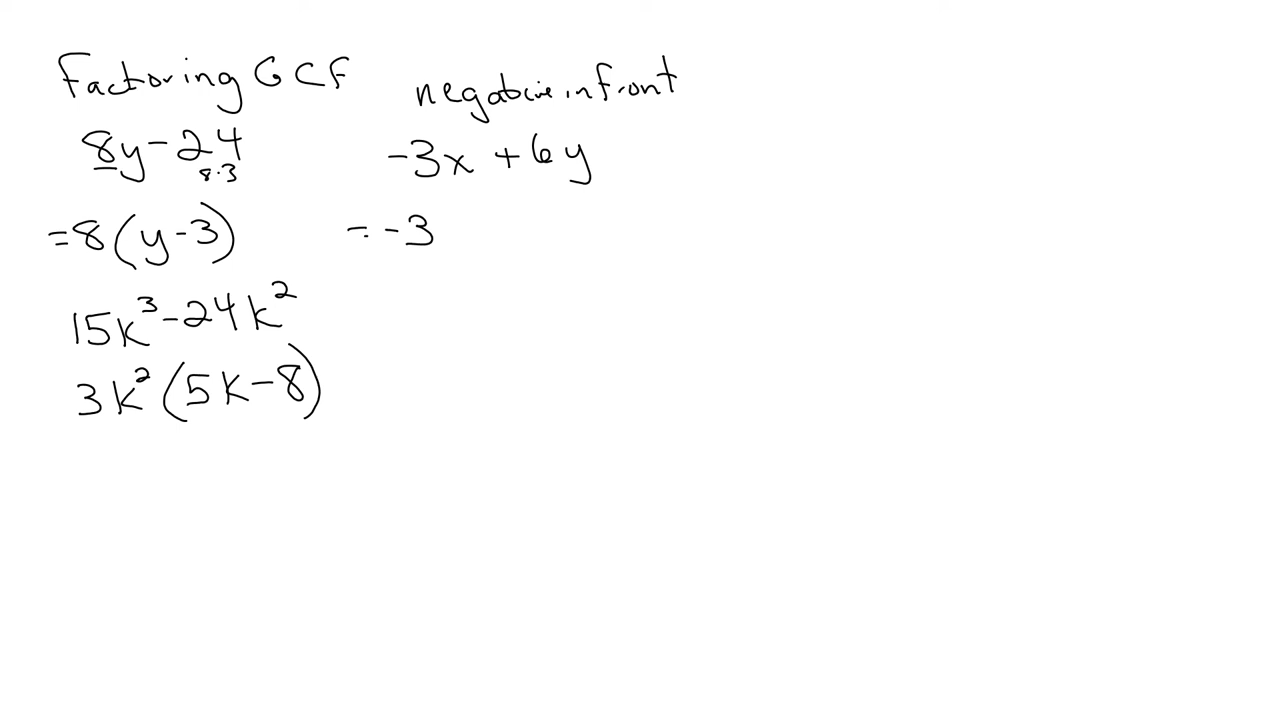 Factoring GCF
8y - 24
8·3
= 8(y - 3)
15k³ - 24k²
3k²(5k - 8)
negative in front
-3x + 6y
= -3